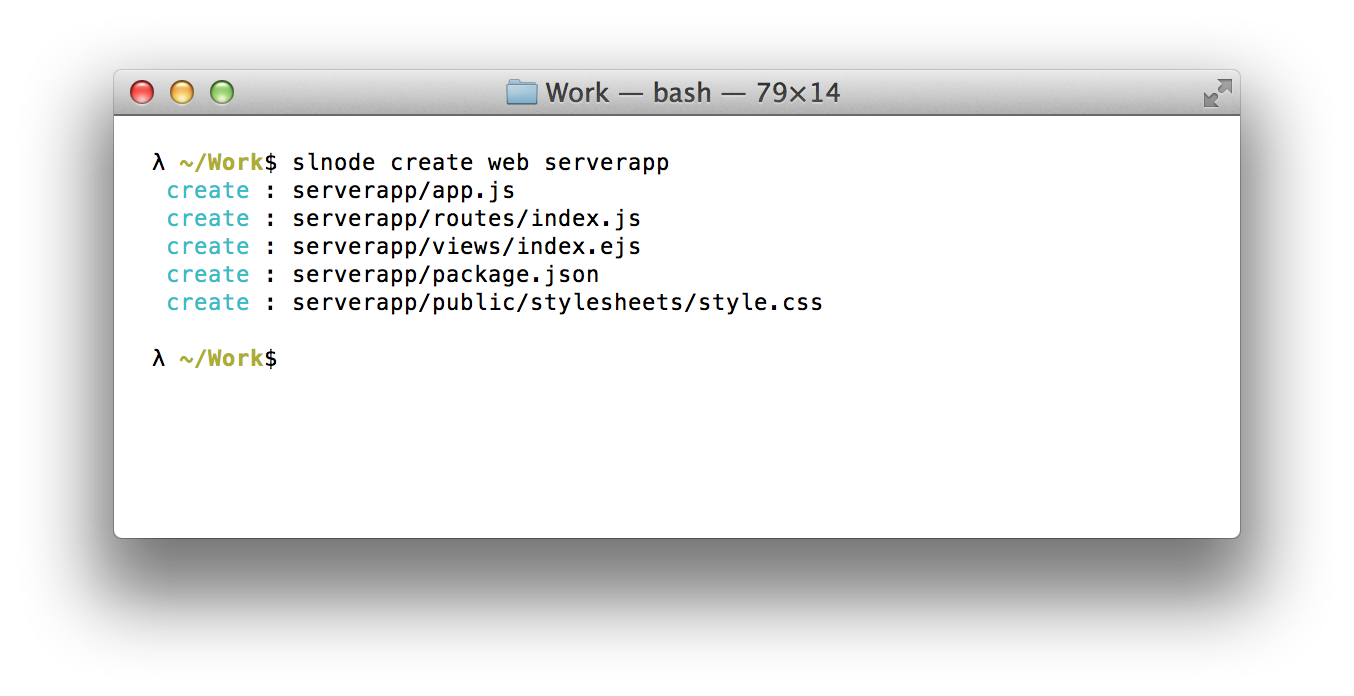 Work — bash — 79×14
λ ~/Work$ slnode create web serverapp
create : serverapp/app.js
create : serverapp/routes/index.js
create : serverapp/views/index.ejs
create : serverapp/package.json
create : serverapp/public/stylesheets/style.css
λ ~/Work$